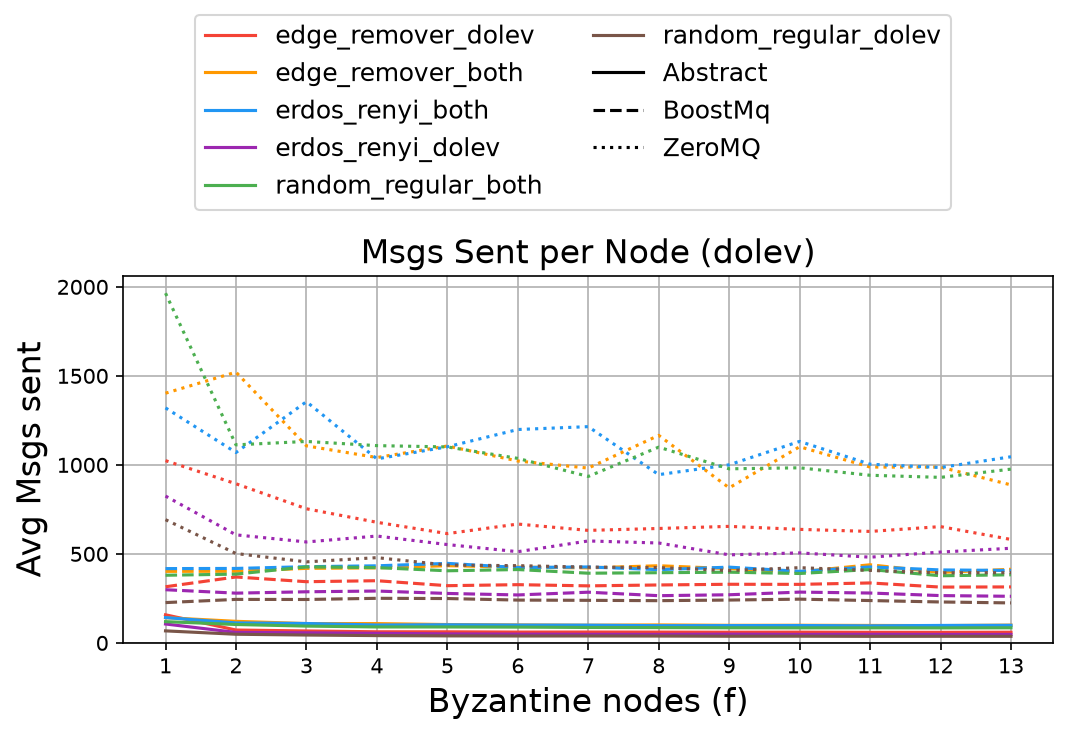 edge_remover_dolev
edge_remover_both
erdos_renyi_both
erdos_renyi_dolev
random_regular_both
random_regular_dolev
Abstract
BoostMq
ZeroMQ
Msgs Sent per Node (dolev)
Avg Msgs sent
2000
1500
1000
500
0
1 2 3 4 5 6 7 8 9 10 11 12 13
Byzantine nodes (f)